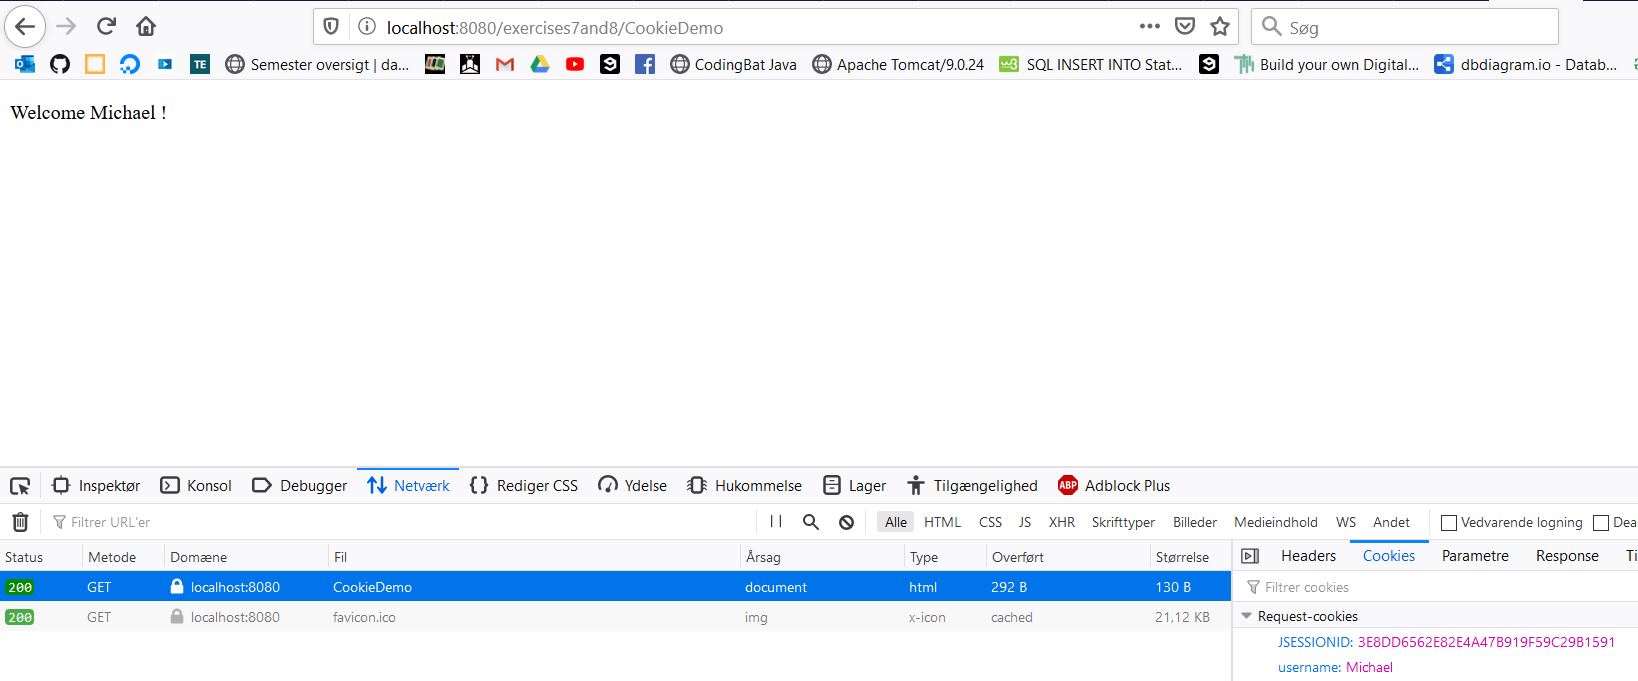 localhost:8080/exercises7and8/CookieDemo ••• Søg
TE Semester oversigt | da... CodingBat Java Apache Tomcat/9.0.24 w3 SQL INSERT INTO Stat... Build your own Digital... dbdiagram.io - Datab...
Welcome Michael !
Inspektør Konsol Debugger Netværk Rediger CSS Ydelse Hukommelse Lager Tilgængelighed ABP Adblock Plus
Filtrer URL'er Alle HTML CSS JS XHR Skrifttyper Billeder Medieindhold WS Andet Vedvarende logning Dea
Status Metode Domæne Fil Årsag Type Overført Størrelse Headers Cookies Parametre Response Ti
200 GET localhost:8080 CookieDemo document html 292 B 130 B Filtrer cookies
200 GET localhost:8080 favicon.ico img x-icon cached 21,12 KB Request-cookies
JSESSIONID: 3E8DD6562E82E4A47B919F59C29B1591
username: Michael